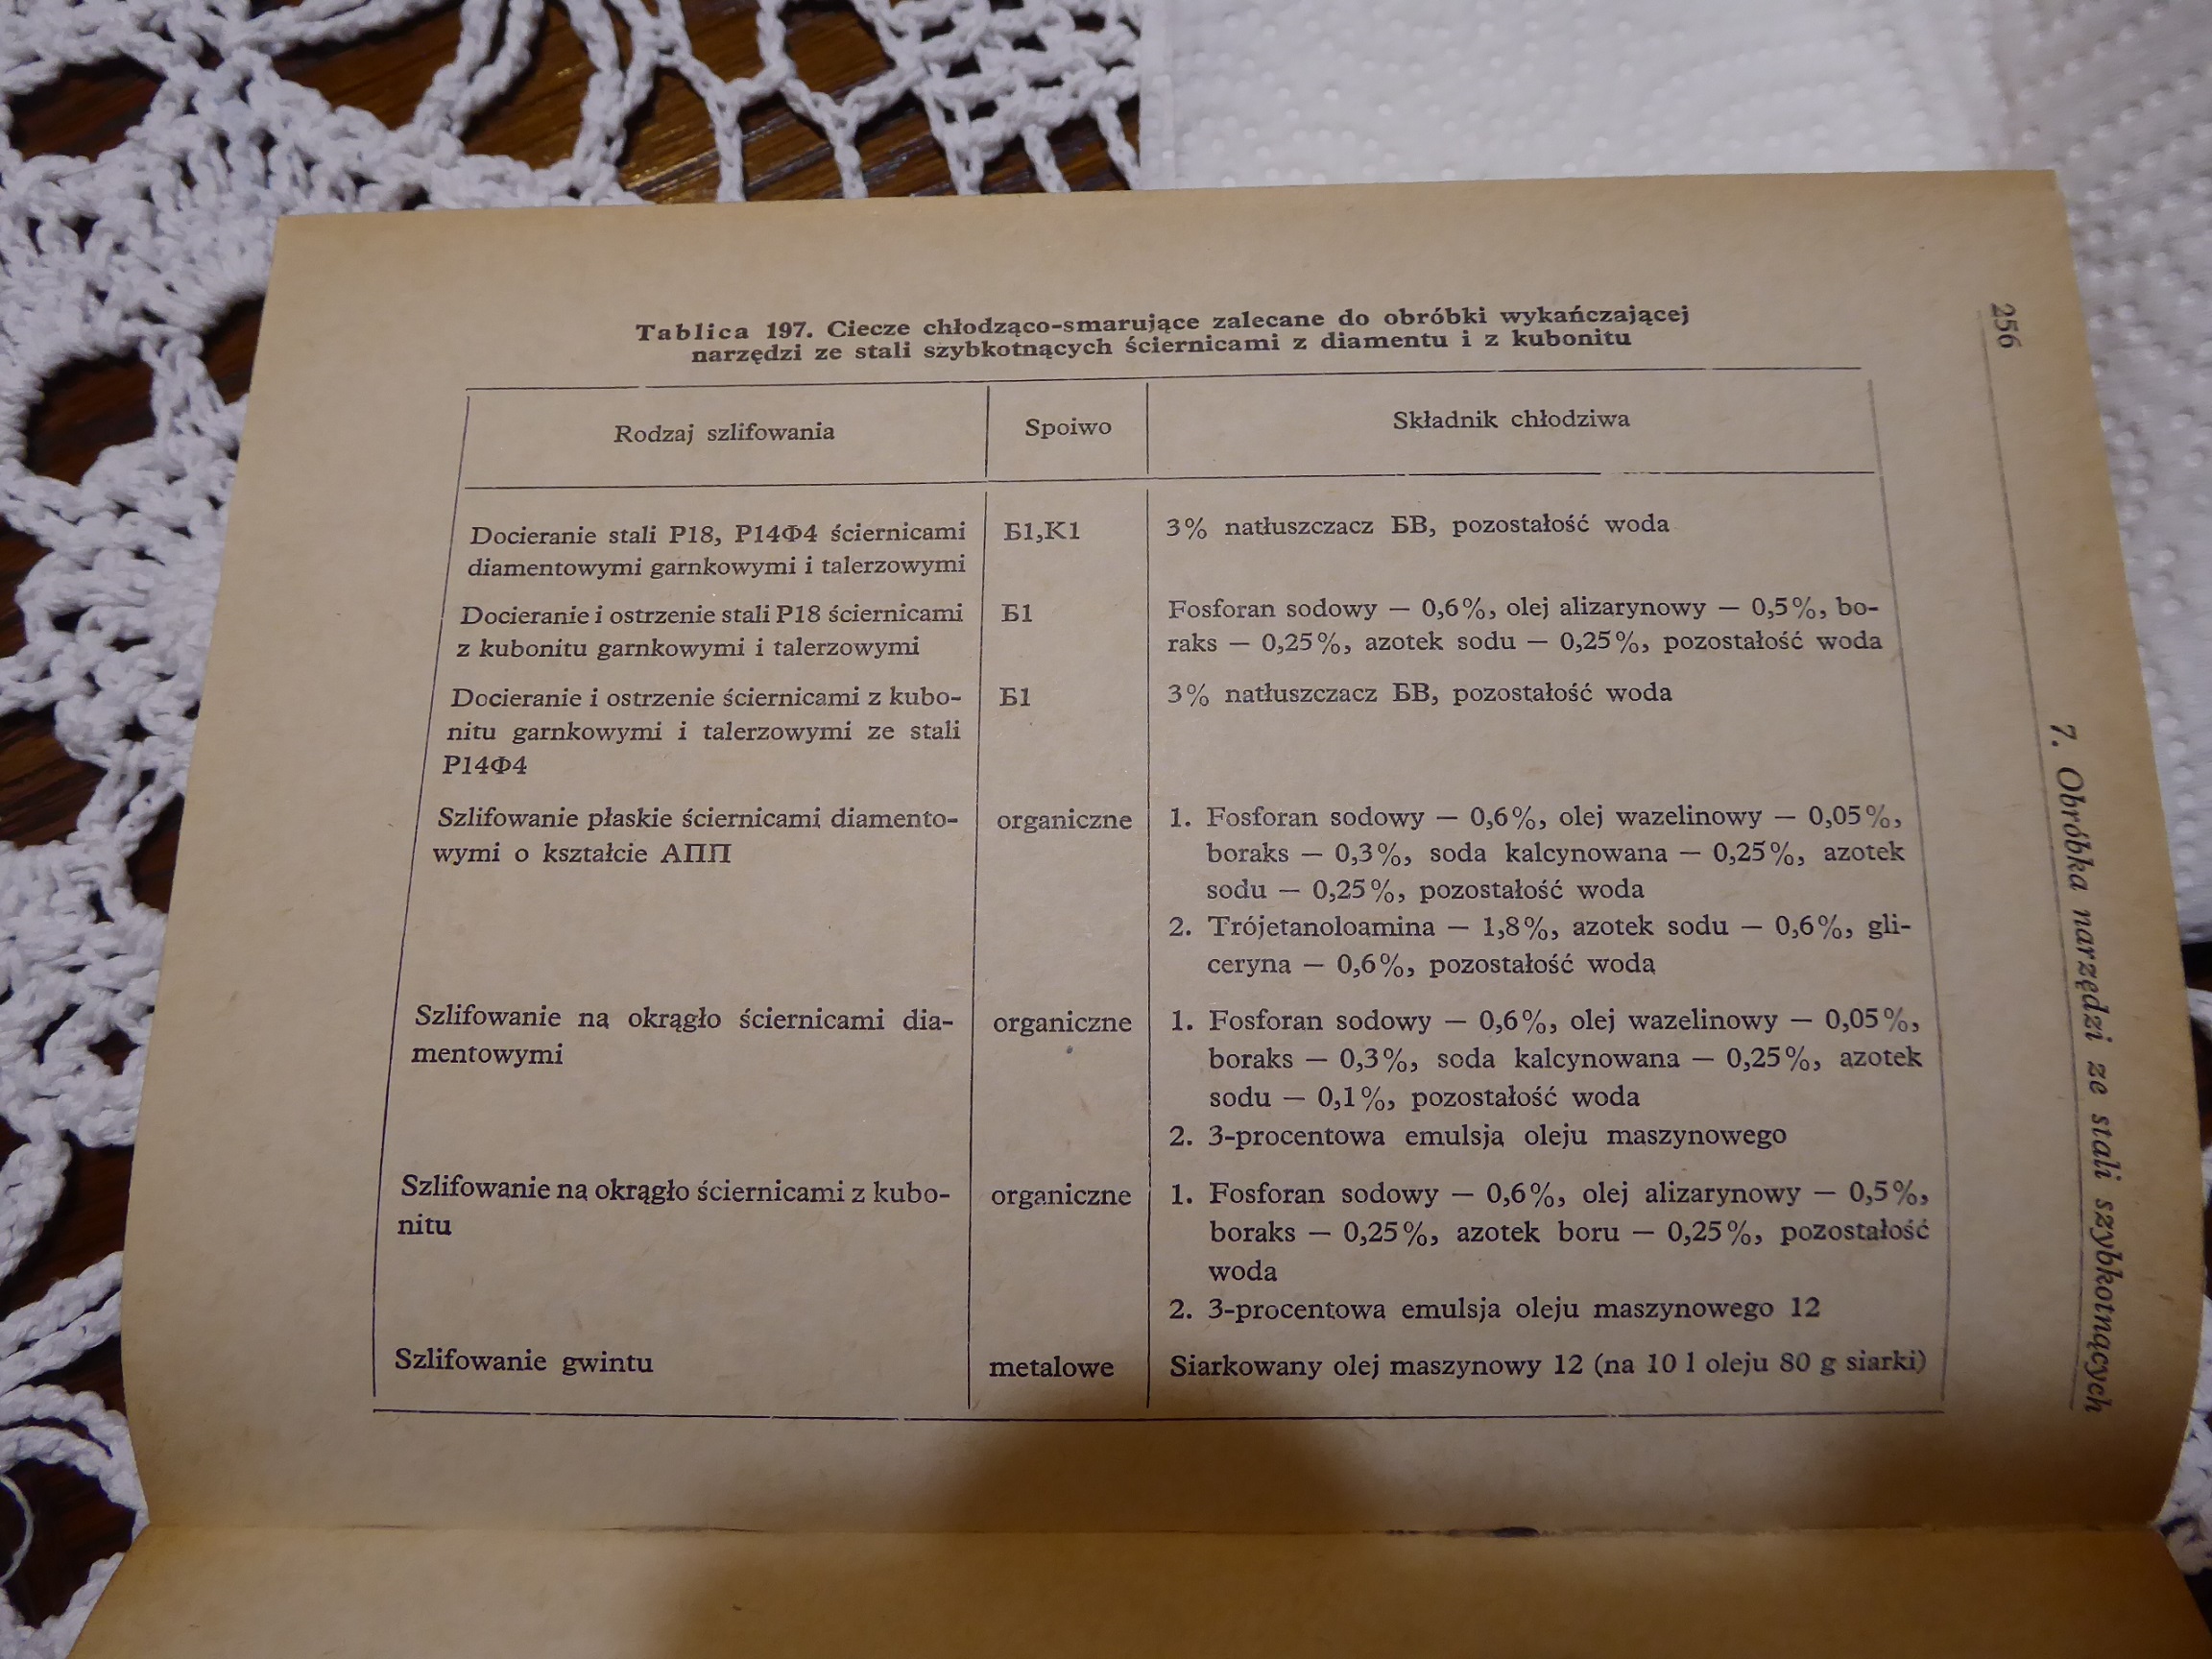 256
7. Obróbka narzędzi ze stali szybkotnących
Tablica 197. Ciecze chłodząco-smarujące zalecane do obróbki wykańczającej
narzędzi ze stali szybkotnących ściernicami z diamentu i z kubonitu
Rodzaj szlifowania
Spoiwo
Składnik chłodziwa
Docieranie stali P18, P14Ф4 ściernicami
diamentowymi garnkowymi i talerzowymi
Б1,K1
3% natłuszczacz БВ, pozostałość woda
Docieranie i ostrzenie stali P18 ściernicami
z kubonitu garnkowymi i talerzowymi
Б1
Fosforan sodowy — 0,6%, olej alizarynowy — 0,5%, bo-
raks — 0,25%, azotek sodu — 0,25%, pozostałość woda
Docieranie i ostrzenie ściernicami z kubo-
nitu garnkowymi i talerzowymi ze stali
P14Ф4
Б1
3% natłuszczacz БВ, pozostałość woda
Szlifowanie płaskie ściernicami diamento-
wymi o kształcie АПП
organiczne
1. Fosforan sodowy — 0,6%, olej wazelinowy — 0,05%,
boraks — 0,3%, soda kalcynowana — 0,25%, azotek
sodu — 0,25%, pozostałość woda
2. Trójetanoloamina — 1,8%, azotek sodu — 0,6%, gli-
ceryna — 0,6%, pozostałość woda
Szlifowanie na okrągło ściernicami dia-
mentowymi
organiczne
1. Fosforan sodowy — 0,6%, olej wazelinowy — 0,05%,
boraks — 0,3%, soda kalcynowana — 0,25%, azotek
sodu — 0,1%, pozostałość woda
2. 3-procentowa emulsja oleju maszynowego
Szlifowanie na okrągło ściernicami z kubo-
nitu
organiczne
1. Fosforan sodowy — 0,6%, olej alizarynowy — 0,5%,
boraks — 0,25%, azotek boru — 0,25%, pozostałość
woda
2. 3-procentowa emulsja oleju maszynowego 12
Szlifowanie gwintu
metalowe
Siarkowany olej maszynowy 12 (na 10 l oleju 80 g siarki)